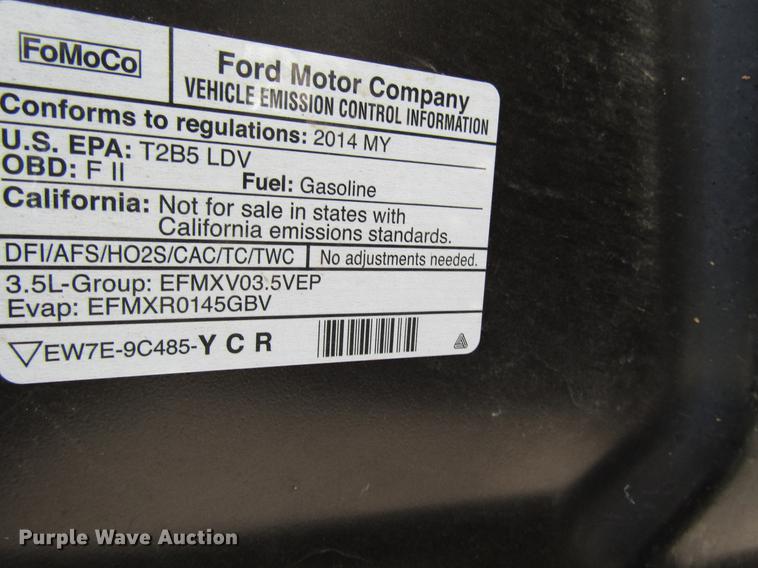 FoMoCo
Ford Motor Company
VEHICLE EMISSION CONTROL INFORMATION
Conforms to regulations: 2014 MY
U.S. EPA: T2B5 LDV
OBD: F II Fuel: Gasoline
California: Not for sale in states with
California emissions standards.
DFI/AFS/HO2S/CAC/TC/TWC No adjustments needed.
3.5L-Group: EFMXV03.5VEP
Evap: EFMXR0145GBV
EW7E-9C485-Y C R
Purple Wave Auction